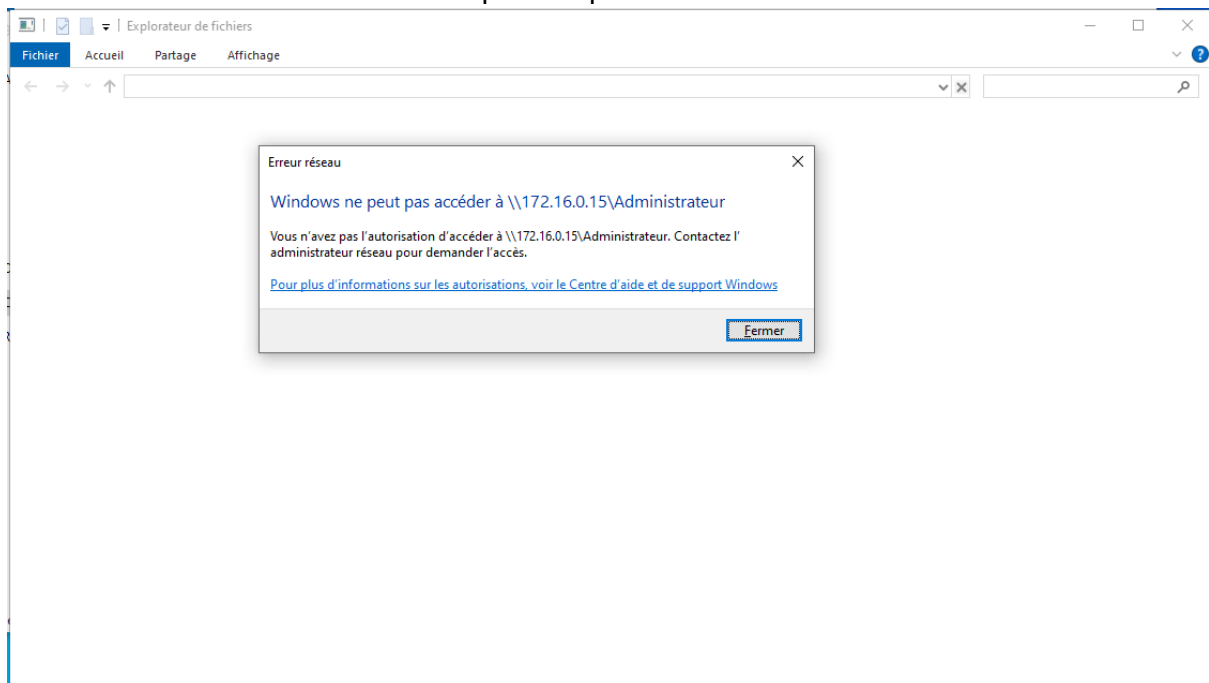 Explorateur de fichiers
Fichier Accueil Partage Affichage
Erreur réseau
Windows ne peut pas accéder à \\172.16.0.15\Administrateur
Vous n'avez pas l'autorisation d'accéder à \\172.16.0.15\Administrateur. Contactez l'
administrateur réseau pour demander l'accès.
Pour plus d'informations sur les autorisations, voir le Centre d'aide et de support Windows
Fermer